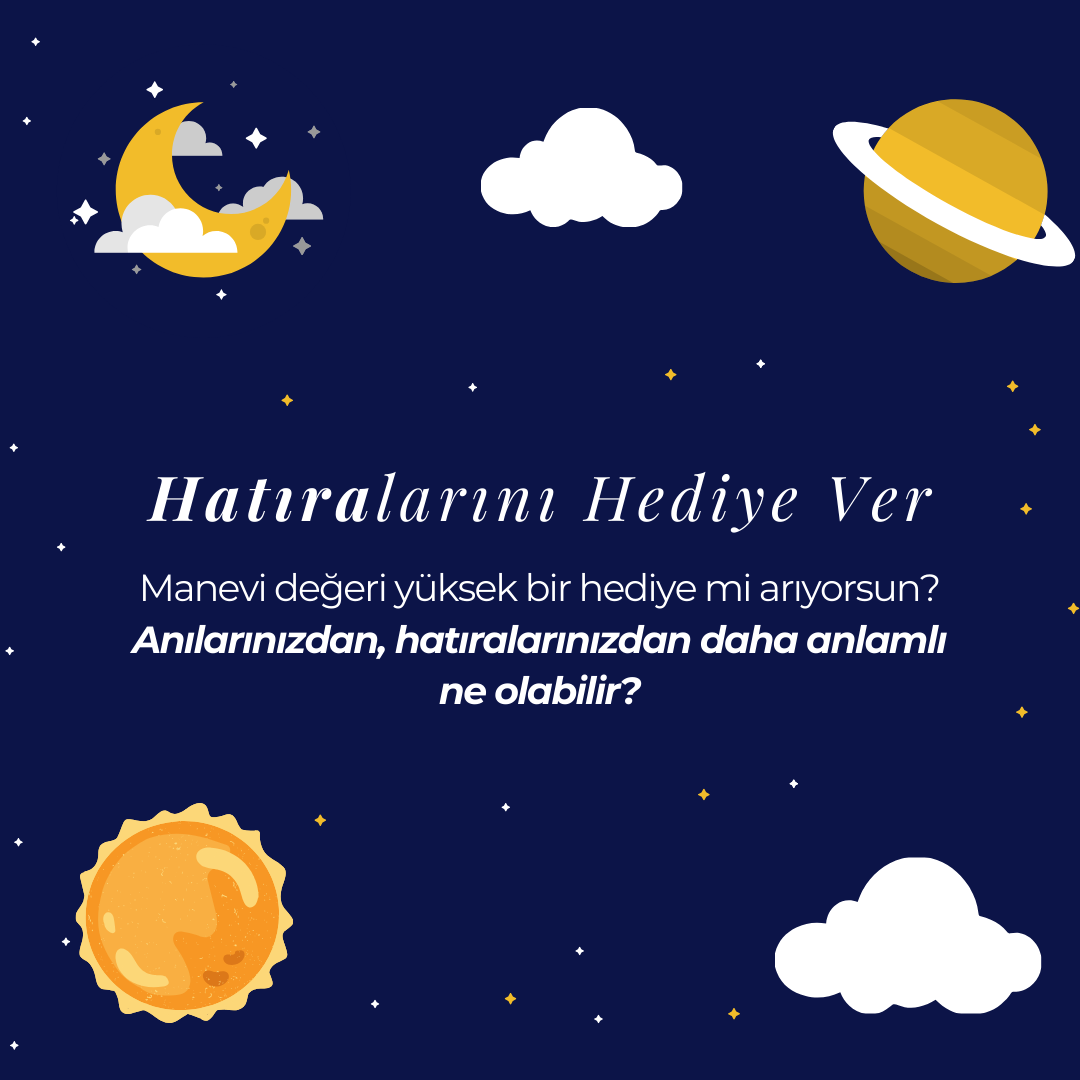 Hatıralarını Hediye Ver
Manevi değeri yüksek bir hediye mi arıyorsun?
Anılarınızdan, hatıralarınızdan daha anlamlı
ne olabilir?